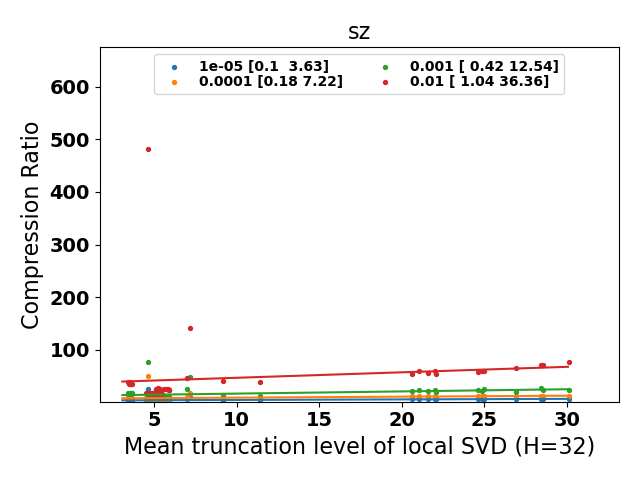 sz
1e-05 [0.1  3.63]
0.0001 [0.18 7.22]
0.001 [ 0.42 12.54]
0.01 [ 1.04 36.36]
Compression Ratio
600
500
400
300
200
100
5 10 15 20 25 30
Mean truncation level of local SVD (H=32)